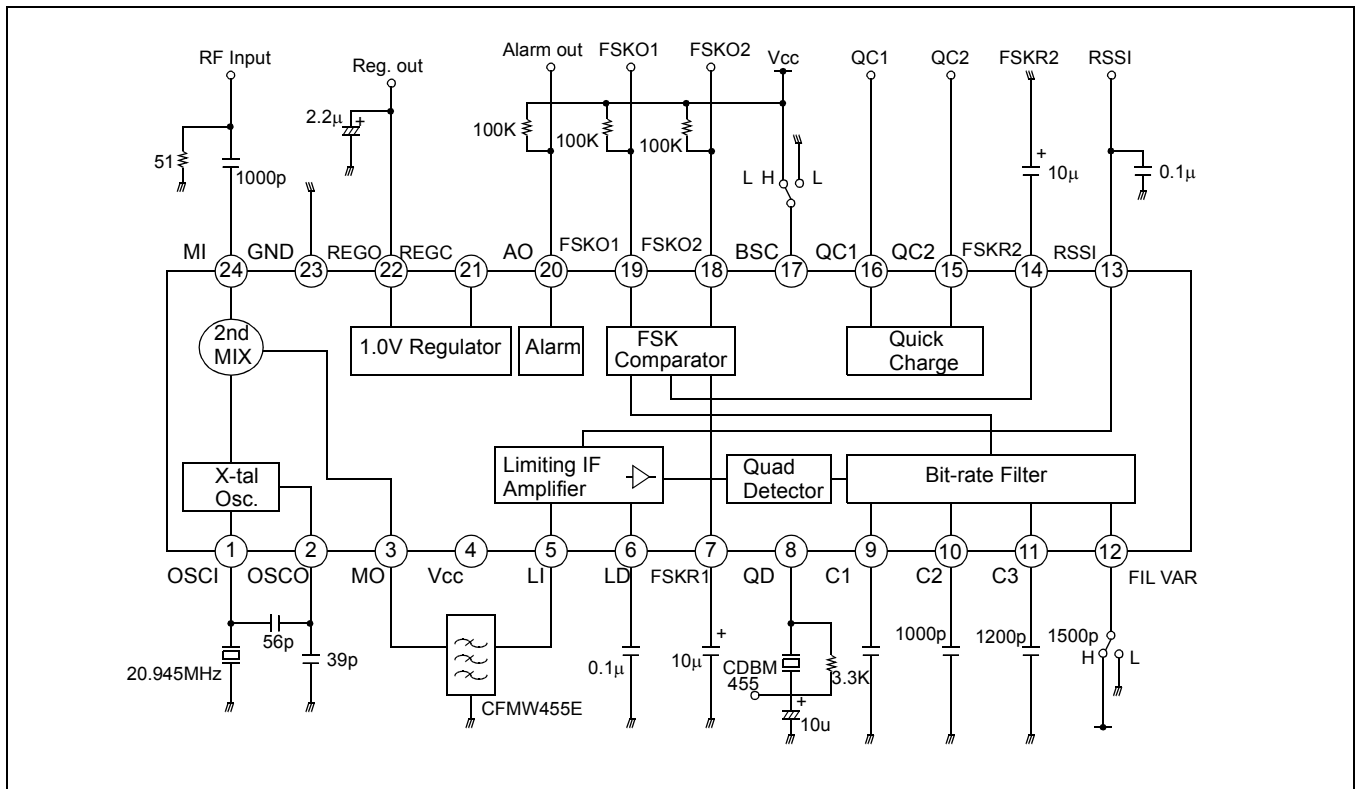 RF Input
Reg. out
Alarm out
FSKO1
FSKO2
Vcc
QC1
QC2
FSKR2
RSSI
2.2μ
+
51
1000p
100K
100K
100K
L H
L
+
10μ
0.1μ
MI
GND
REGO
REGC
AO
FSKO1
FSKO2
BSC
QC1
QC2
FSKR2
RSSI
24
23
22
21
20
19
18
17
16
15
14
13
2nd
MIX
1.0V Regulator
Alarm
FSK
Comparator
Quick
Charge
X-tal
Osc.
Limiting IF
Amplifier
Quad
Detector
Bit-rate Filter
1
2
3
4
5
6
7
8
9
10
11
12
OSCI
OSCO
MO
Vcc
LI
LD
FSKR1
QD
C1
C2
C3
FIL VAR
56p
39p
20.945MHz
CFMW455E
0.1μ
10μ
+
CDBM
455
3.3K
+
10u
1000p
1200p
1500p
H
L